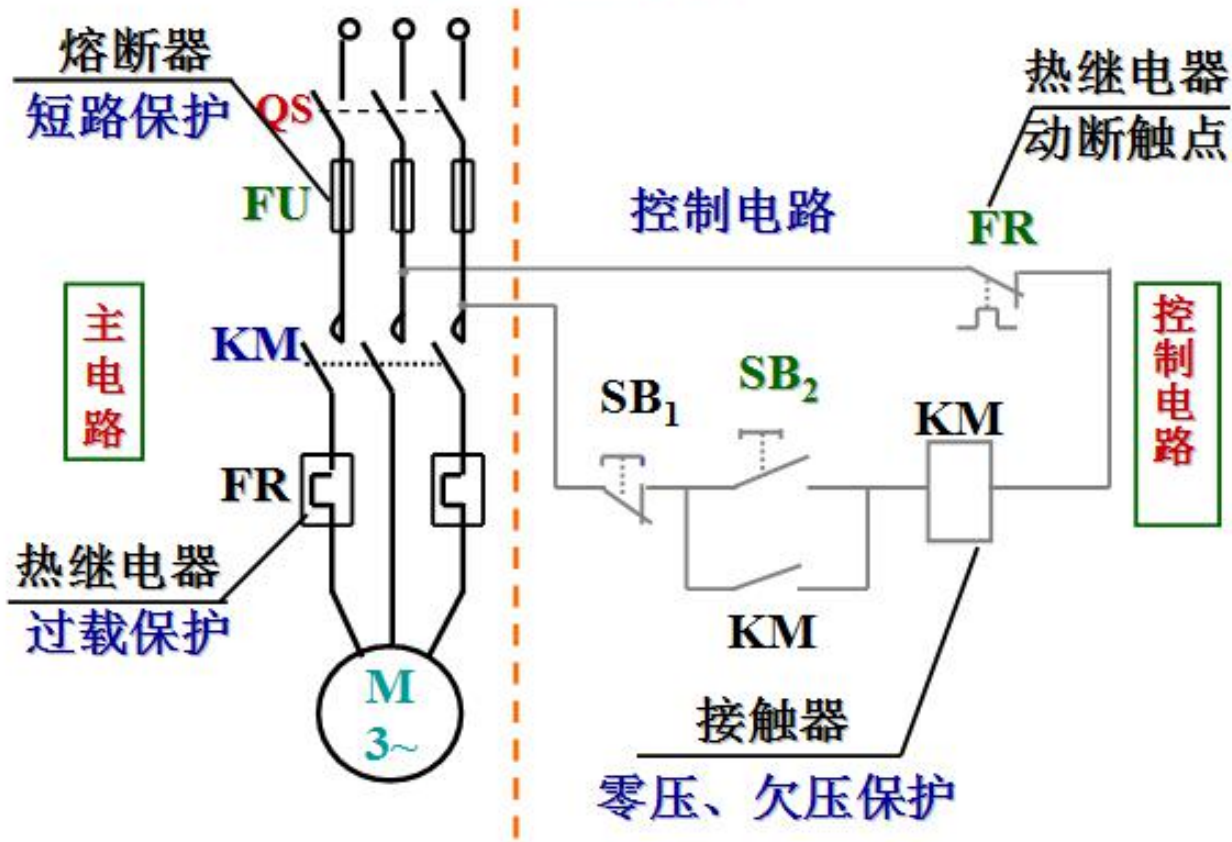 熔断器
短路保护
QS
FU
热继电器
动断触点
控制电路
FR
主电路
KM
控制电路
SB₁
SB₂
KM
FR
热继电器
过载保护
KM
M
3~
接触器
零压、欠压保护